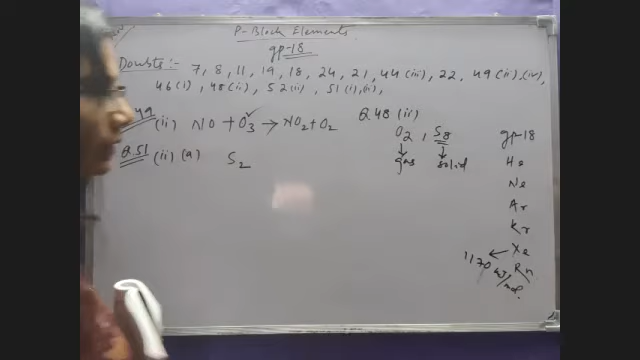 P-Block Elements
gp-18
Doubts:- 7, 8, 11, 19, 18, 24, 21, 44 (iii), 22, 49 (ii), (iv),
46 (i), 48 (ii), 52 (ii), 51 (i), (ii),
49 (ii) NO + O3 → NO2 + O2
Q.51 (ii) (a) S2
Q.48 (ii)
O2, S8
gas solid
gp-18
He
Ne
Ar
Kr
Xe
Rn
1170 kJ/mol.